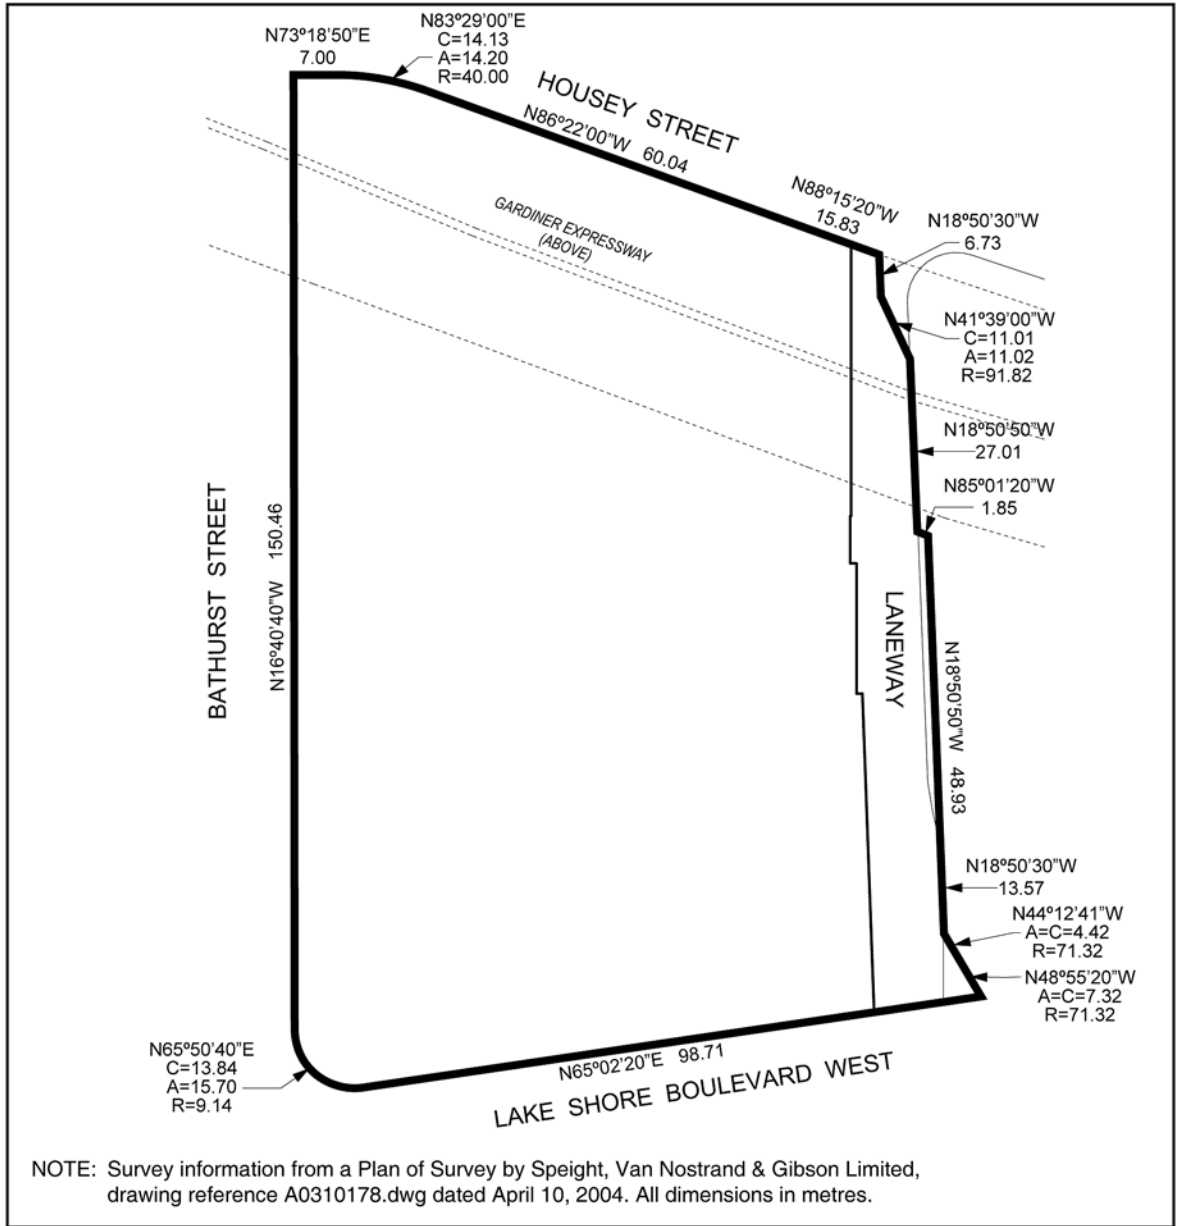 N73º18'50"E
7.00
N83º29'00"E
C=14.13
A=14.20
R=40.00
HOUSEY STREET
N86º22'00"W 60.04
N88º15'20"W
15.83
N18º50'30"W
6.73
GARDINER EXPRESSWAY
(ABOVE)
N41º39'00"W
C=11.01
A=11.02
R=91.82
N18º50'50"W
27.01
N85º01'20"W
1.85
BATHURST STREET
N16º40'40"W 150.46
LANEWAY
N18º50'50"W 48.93
N18º50'30"W
13.57
N44º12'41"W
A=C=4.42
R=71.32
N48º55'20"W
A=C=7.32
R=71.32
N65º50'40"E
C=13.84
A=15.70
R=9.14
N65º02'20"E 98.71
LAKE SHORE BOULEVARD WEST
NOTE: Survey information from a Plan of Survey by Speight, Van Nostrand & Gibson Limited,
drawing reference A0310178.dwg dated April 10, 2004. All dimensions in metres.